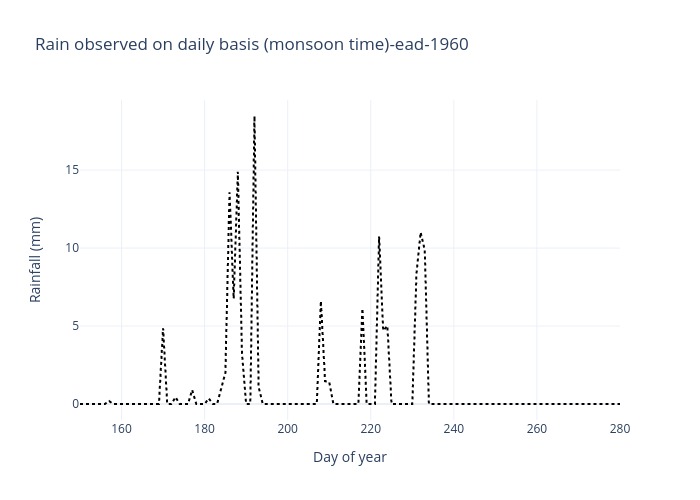 Rain observed on daily basis (monsoon time)-ead-1960
Rainfall (mm)
15
10
5
0
160 180 200 220 240 260 280
Day of year